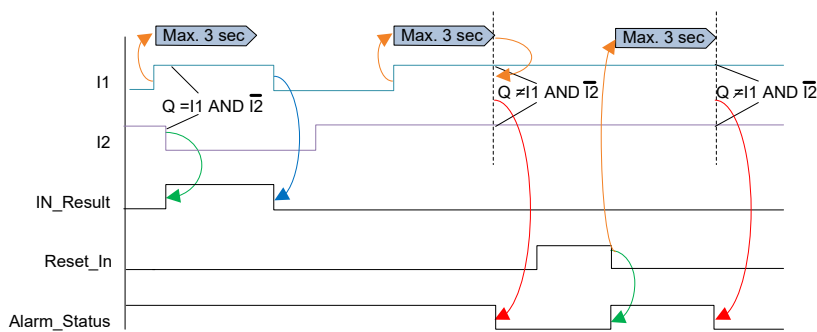 Max. 3 sec
Max. 3 sec
Max. 3 sec
I1
Q =I1 AND I2̅
Q ≠I1 AND I2̅
Q ≠I1 AND I2̅
I2
IN_Result
Reset_In
Alarm_Status